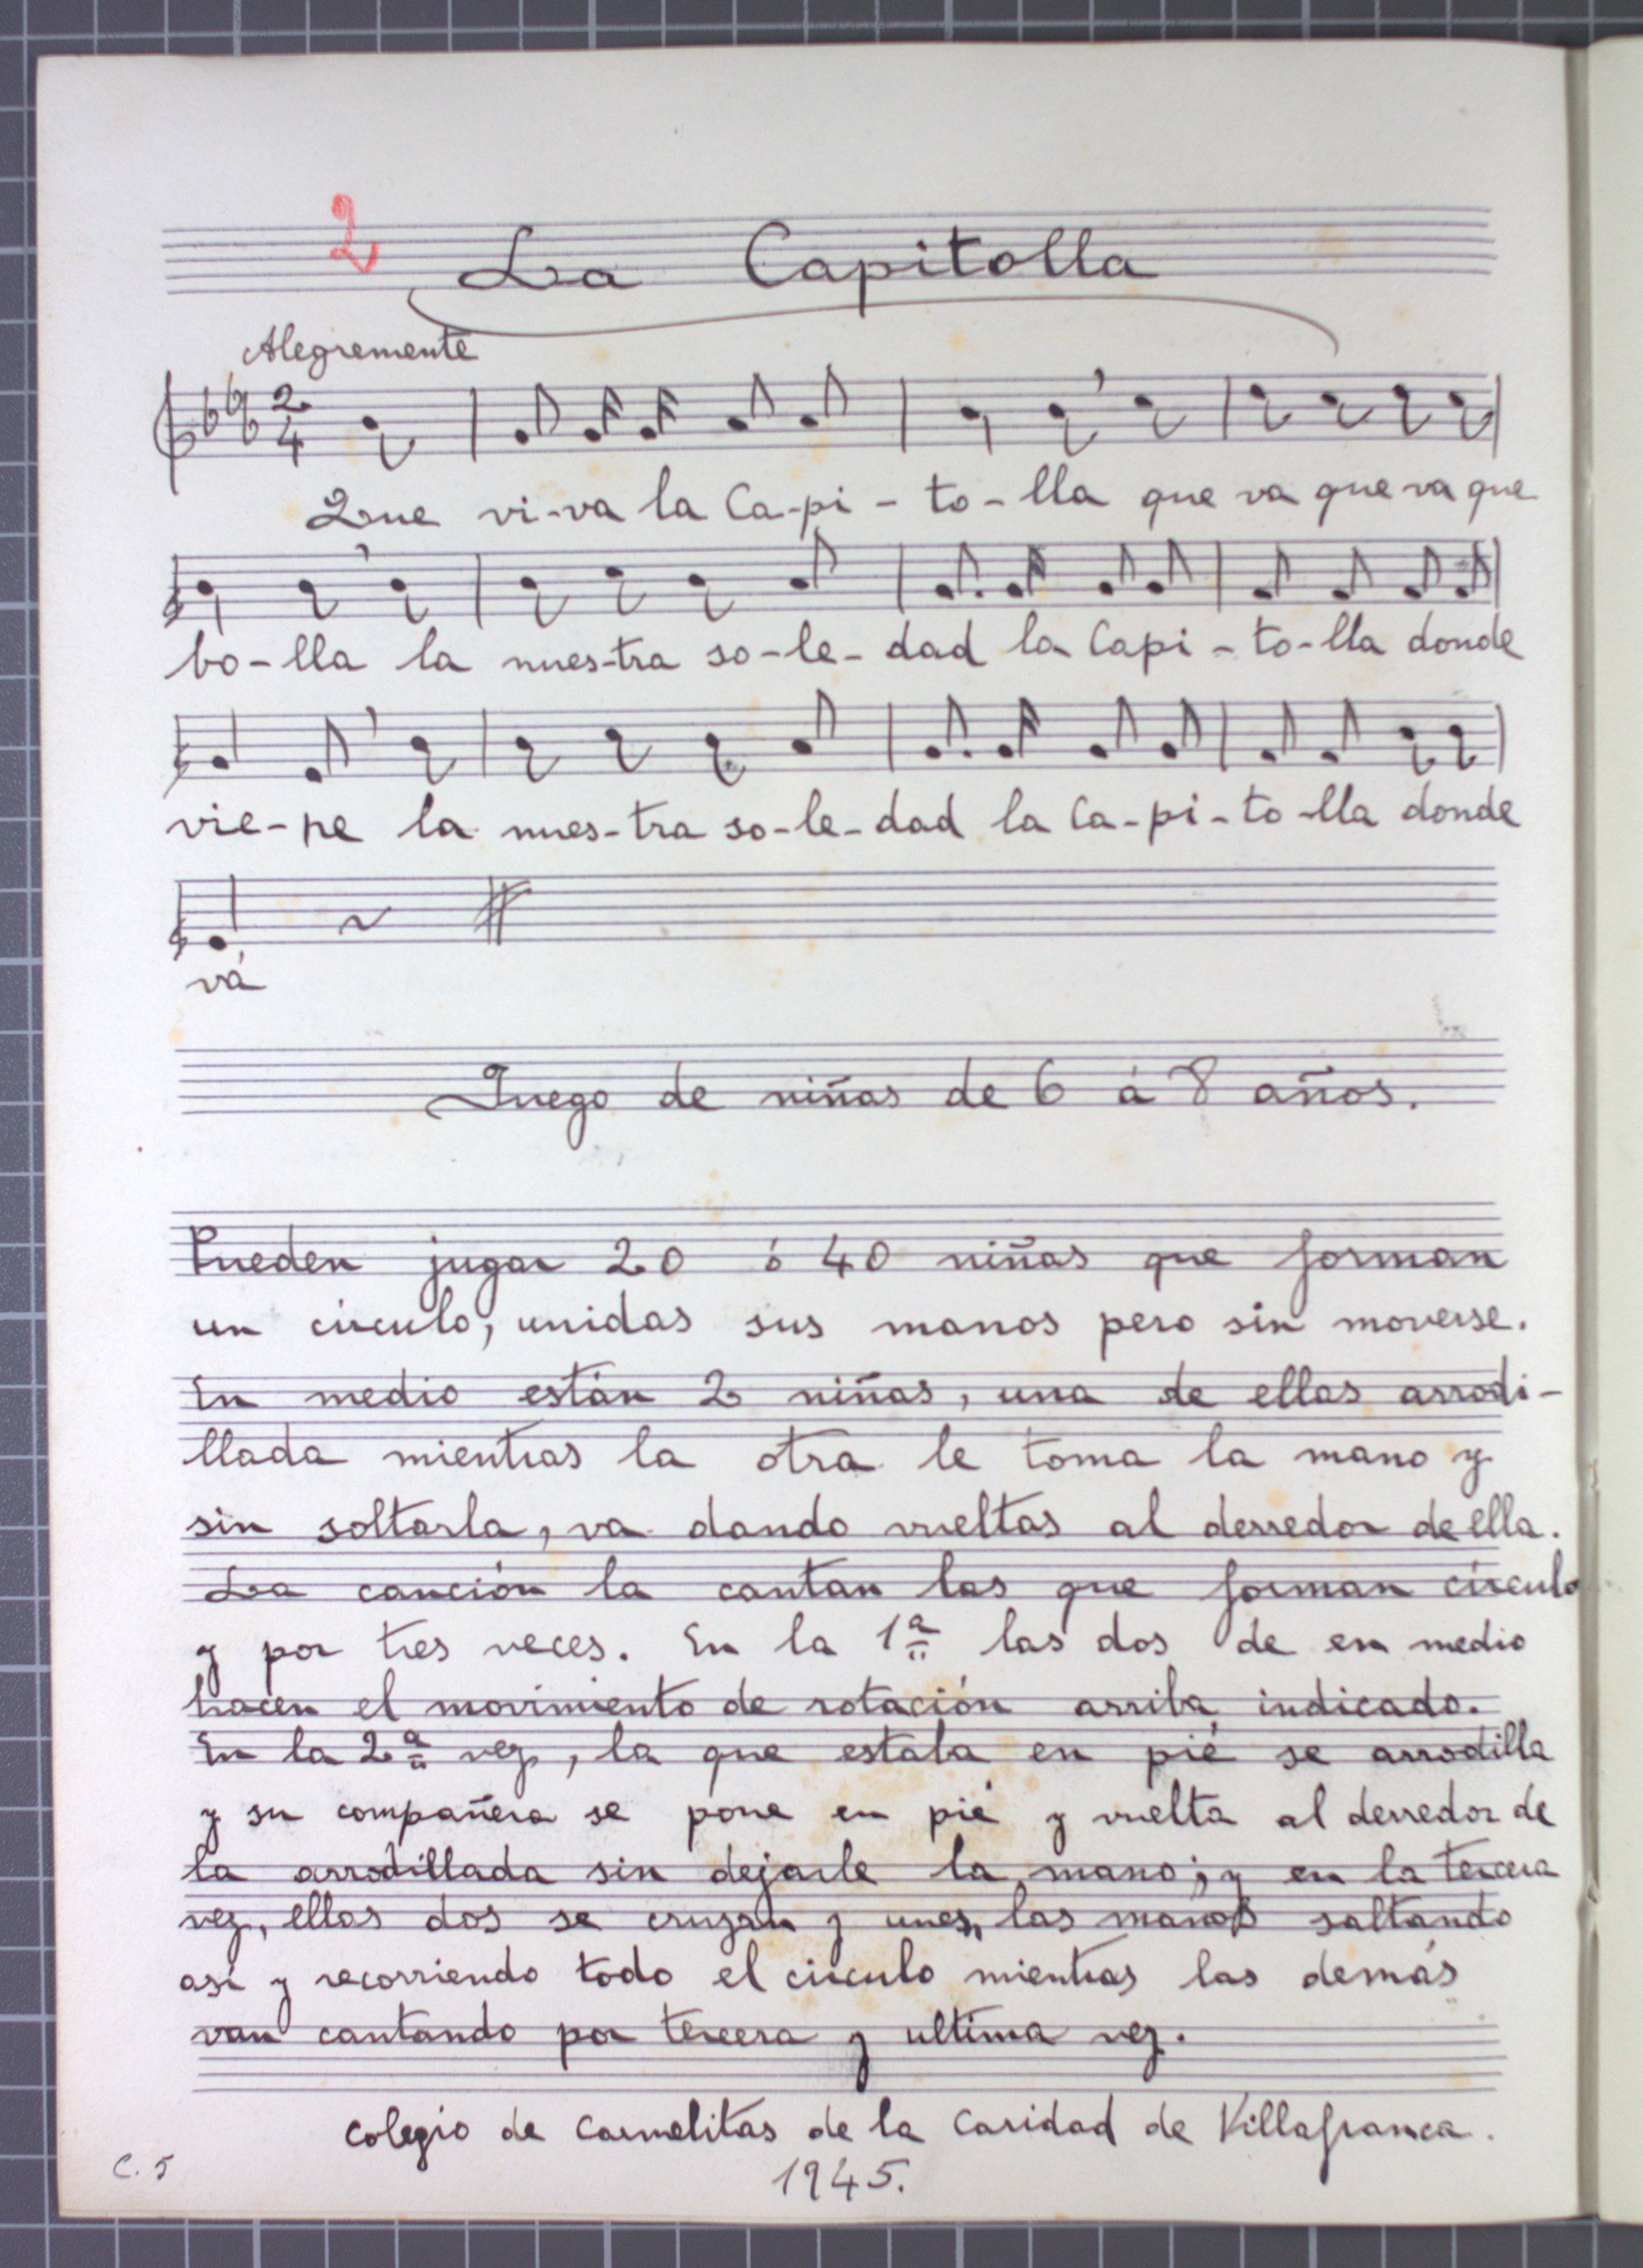 2
La Capitolla
Alegremente
2
4
Que vi-va la Ca-pi-to-lla que va que va que
bo-lla la nues-tra so-le-dad la Capi-to-lla donde
vie-ne la nues-tra so-le-dad la Ca-pi-to-lla donde
vá
Juego de niñas de 6 á 8 años.
Pueden jugar 20 ó 40 niñas que forman
un círculo, unidas sus manos pero sin moverse.
En medio están 2 niñas, una de ellas arrodi-
llada mientras la otra le toma la mano y
sin soltarla, va dando vueltas al derredor de ella.
La canción la cantan las que forman círculo
y por tres veces. En la 1ª las dos de en medio
hacen el movimiento de rotación arriba indicado.
En la 2ª vez, la que estaba en pié se arrodilla
y su compañera se pone en pié y vuelta al derredor de
la arrodillada sin dejarle la mano; y en la tercera
vez, ellas dos se cruzan y unen las manos saltando
así y recorriendo todo el circulo mientras las demás
van cantando por tercera y ultima vez.
Colegio de Carmelitas de la Caridad de Villafranca.
1945.
C. 5